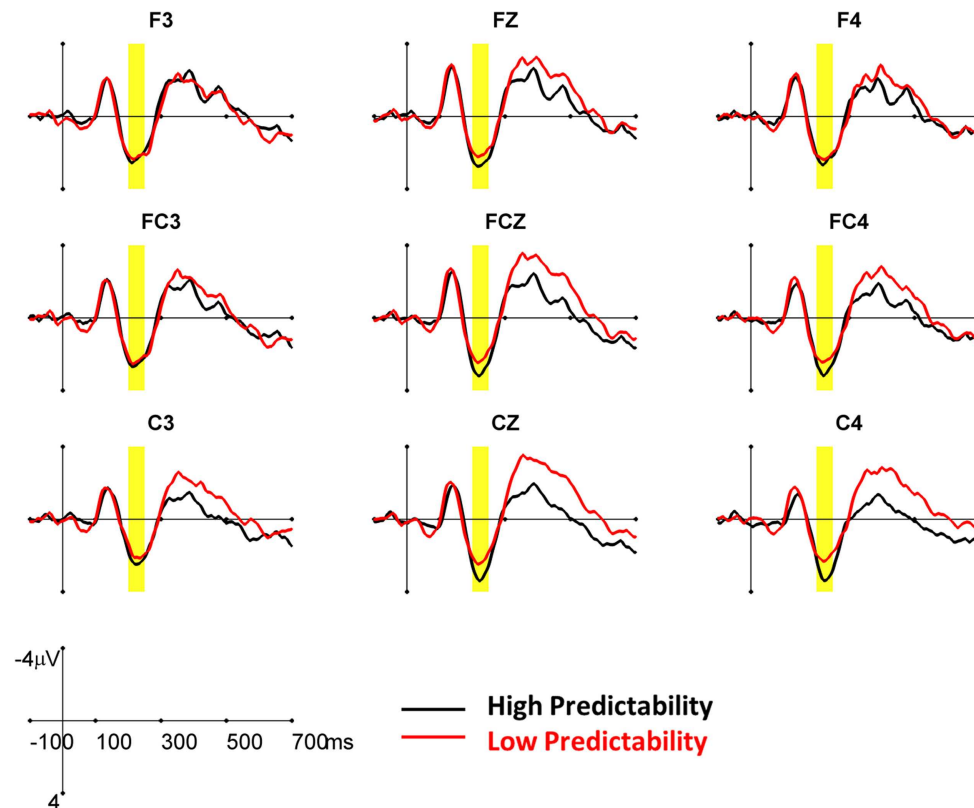 F3 FZ F4
FC3 FCZ FC4
C3 CZ C4
-4μV
-100 100 300 500 700ms
4
High Predictability
Low Predictability